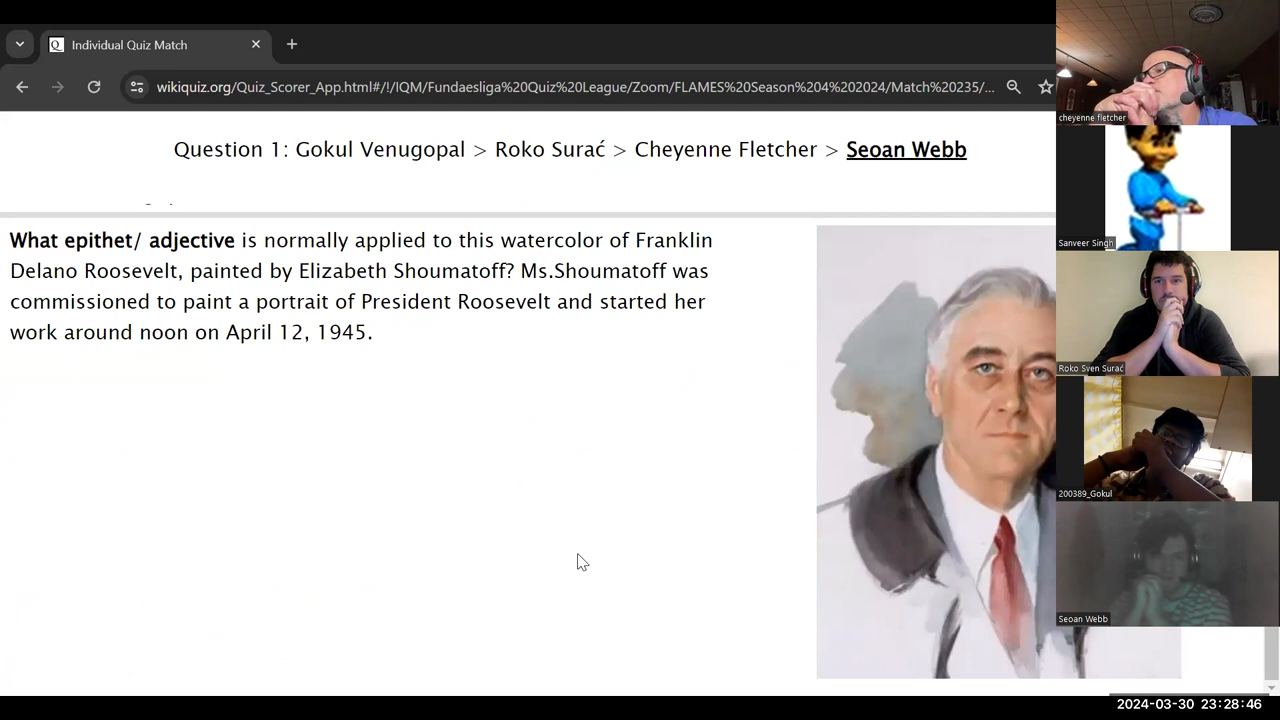 Individual Quiz Match
wikiquiz.org/Quiz_Scorer_App.html#/!/IQM/Fundaesliga%20Quiz%20League/Zoom/FLAMES%20Season%204%202024/Match%20235/...
Question 1: Gokul Venugopal > Roko Surać > Cheyenne Fletcher > Seoan Webb
What epithet/ adjective is normally applied to this watercolor of Franklin
Delano Roosevelt, painted by Elizabeth Shoumatoff? Ms.Shoumatoff was
commissioned to paint a portrait of President Roosevelt and started her
work around noon on April 12, 1945.
cheyenne fletcher
Sanveer Singh
Roko Sven Surać
200389_Gokul
Seoan Webb
2024-03-30 23:28:46